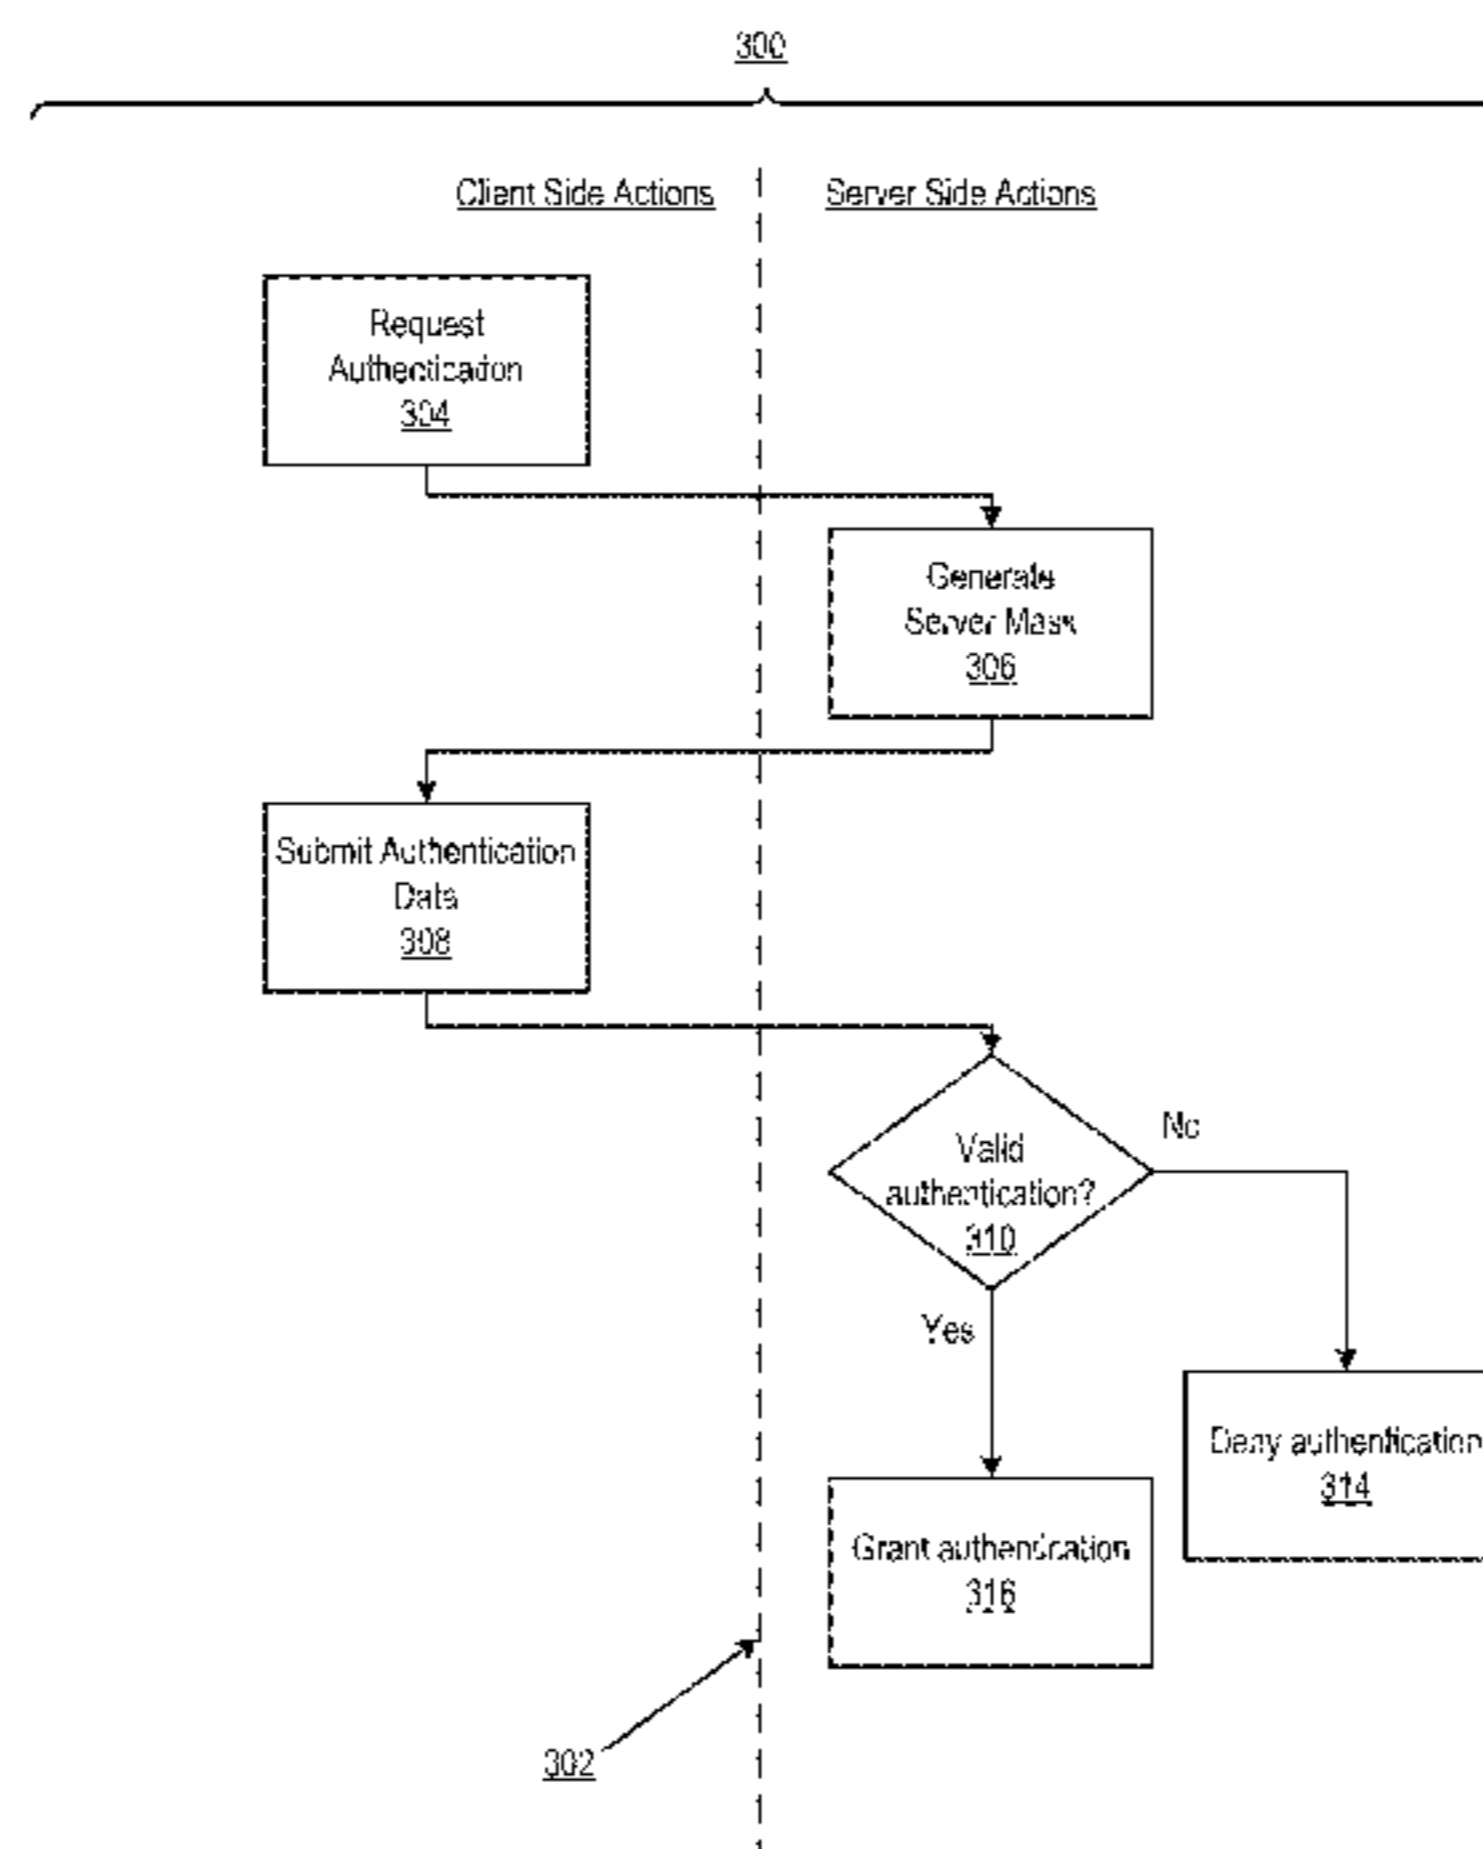 300
Client Side Actions
Server Side Actions
Request
Authentication
304
Generate
Server Mask
306
Submit Authentication
Data
308
Valid
authentication?
310
No
Yes
Deny authentication
314
Grant authentication
316
302